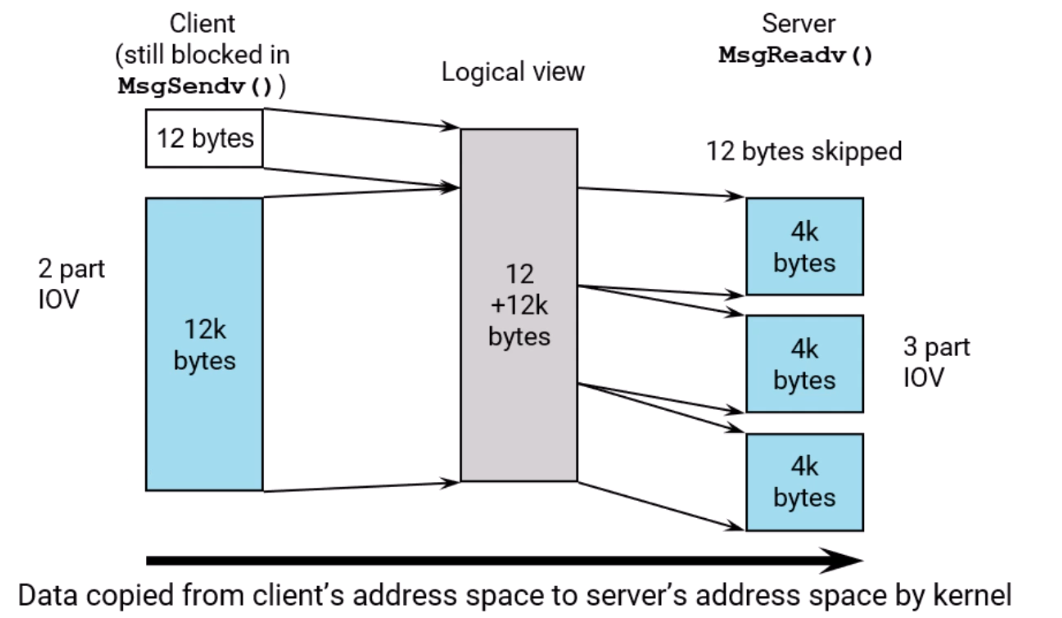 Client
(still blocked in
MsgSendv())
Logical view
Server
MsgReadv()
12 bytes
12 bytes skipped
2 part
IOV
12k
bytes
12
+12k
bytes
4k
bytes
4k
bytes
4k
bytes
3 part
IOV
Data copied from client’s address space to server’s address space by kernel